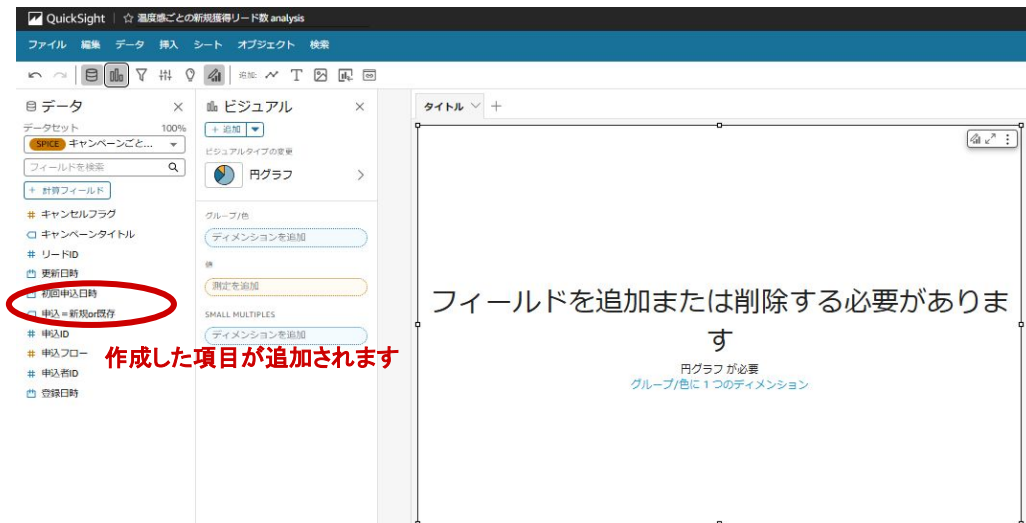 QuickSight ☆ 温度感ごとの新規獲得リード数 analysis
ファイル 編集 データ 挿入 シート オブジェクト 検索
追加:
データ ×
データセット 100%
SPICE キャンペーンごと...
フィールドを検索
+ 計算フィールド
# キャンセルフラグ
キャンペーンタイトル
# リードID
更新日時
初回申込日時
申込=新規or既存
# 申込ID
# 申込フロー
# 申込者ID
登録日時
作成した項目が追加されます
ビジュアル ×
+ 追加
ビジュアルタイプの変更
円グラフ
グループ/色
ディメンションを追加
値
測定を追加
SMALL MULTIPLES
ディメンションを追加
タイトル +
フィールドを追加または削除する必要がありま
す
円グラフ が必要
グループ/色に 1 つのディメンション